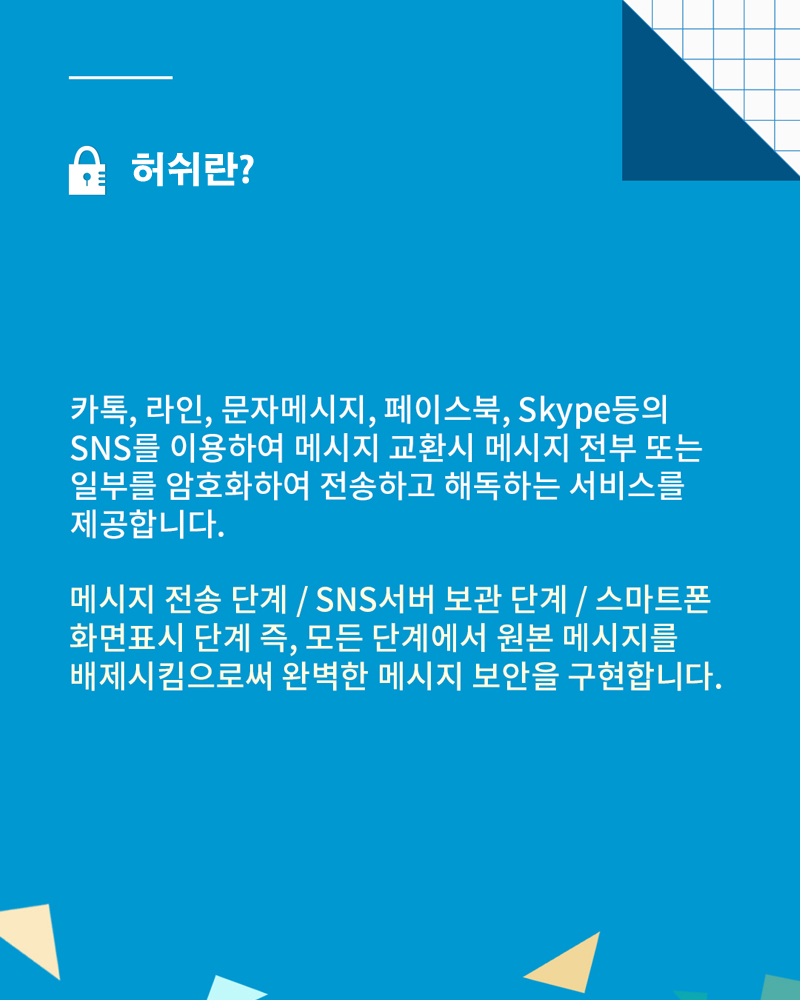 허쉬란?
카톡, 라인, 문자메시지, 페이스북, Skype등의
SNS를 이용하여 메시지 교환시 메시지 전부 또는
일부를 암호화하여 전송하고 해독하는 서비스를
제공합니다.
메시지 전송 단계 / SNS서버 보관 단계 / 스마트폰
화면표시 단계 즉, 모든 단계에서 원본 메시지를
배제시킴으로써 완벽한 메시지 보안을 구현합니다.